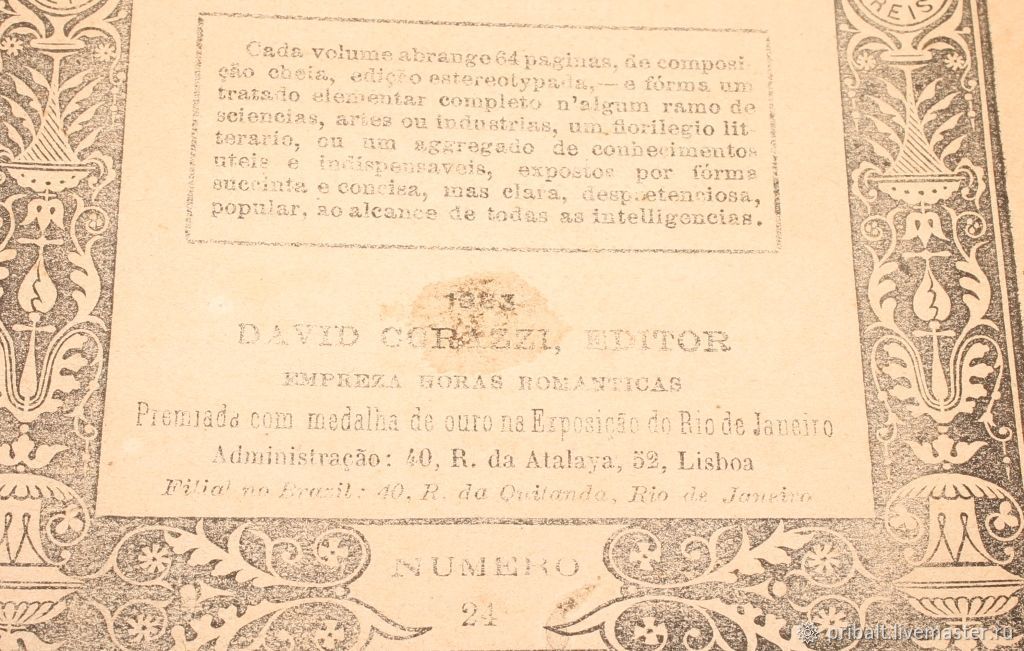 REIS
Cada volume abrange 64 paginas, de composi-
ção cheia, edição estereotypada,— e fórma um
tratado elementar completo n'algum ramo de
sciencias, artes ou industrias, um florilegio lit-
terario, ou um aggregado de conhecimentos
uteis e indispensaveis, expostos por fórma
succinta e concisa, mas clara, despretenciosa,
popular, ao alcance de todas as intelligencias.
1883
DAVID CORAZZI, EDITOR
EMPREZA HORAS ROMANTICAS
Premiada com medalha de ouro na Exposição do Rio de Janeiro
Administração: 40, R. da Atalaya, 52, Lisboa
Filial no Brazil: 40, R. da Quitanda, Rio de Janeiro
NUMERO
24
oribalt.livemaster.ru